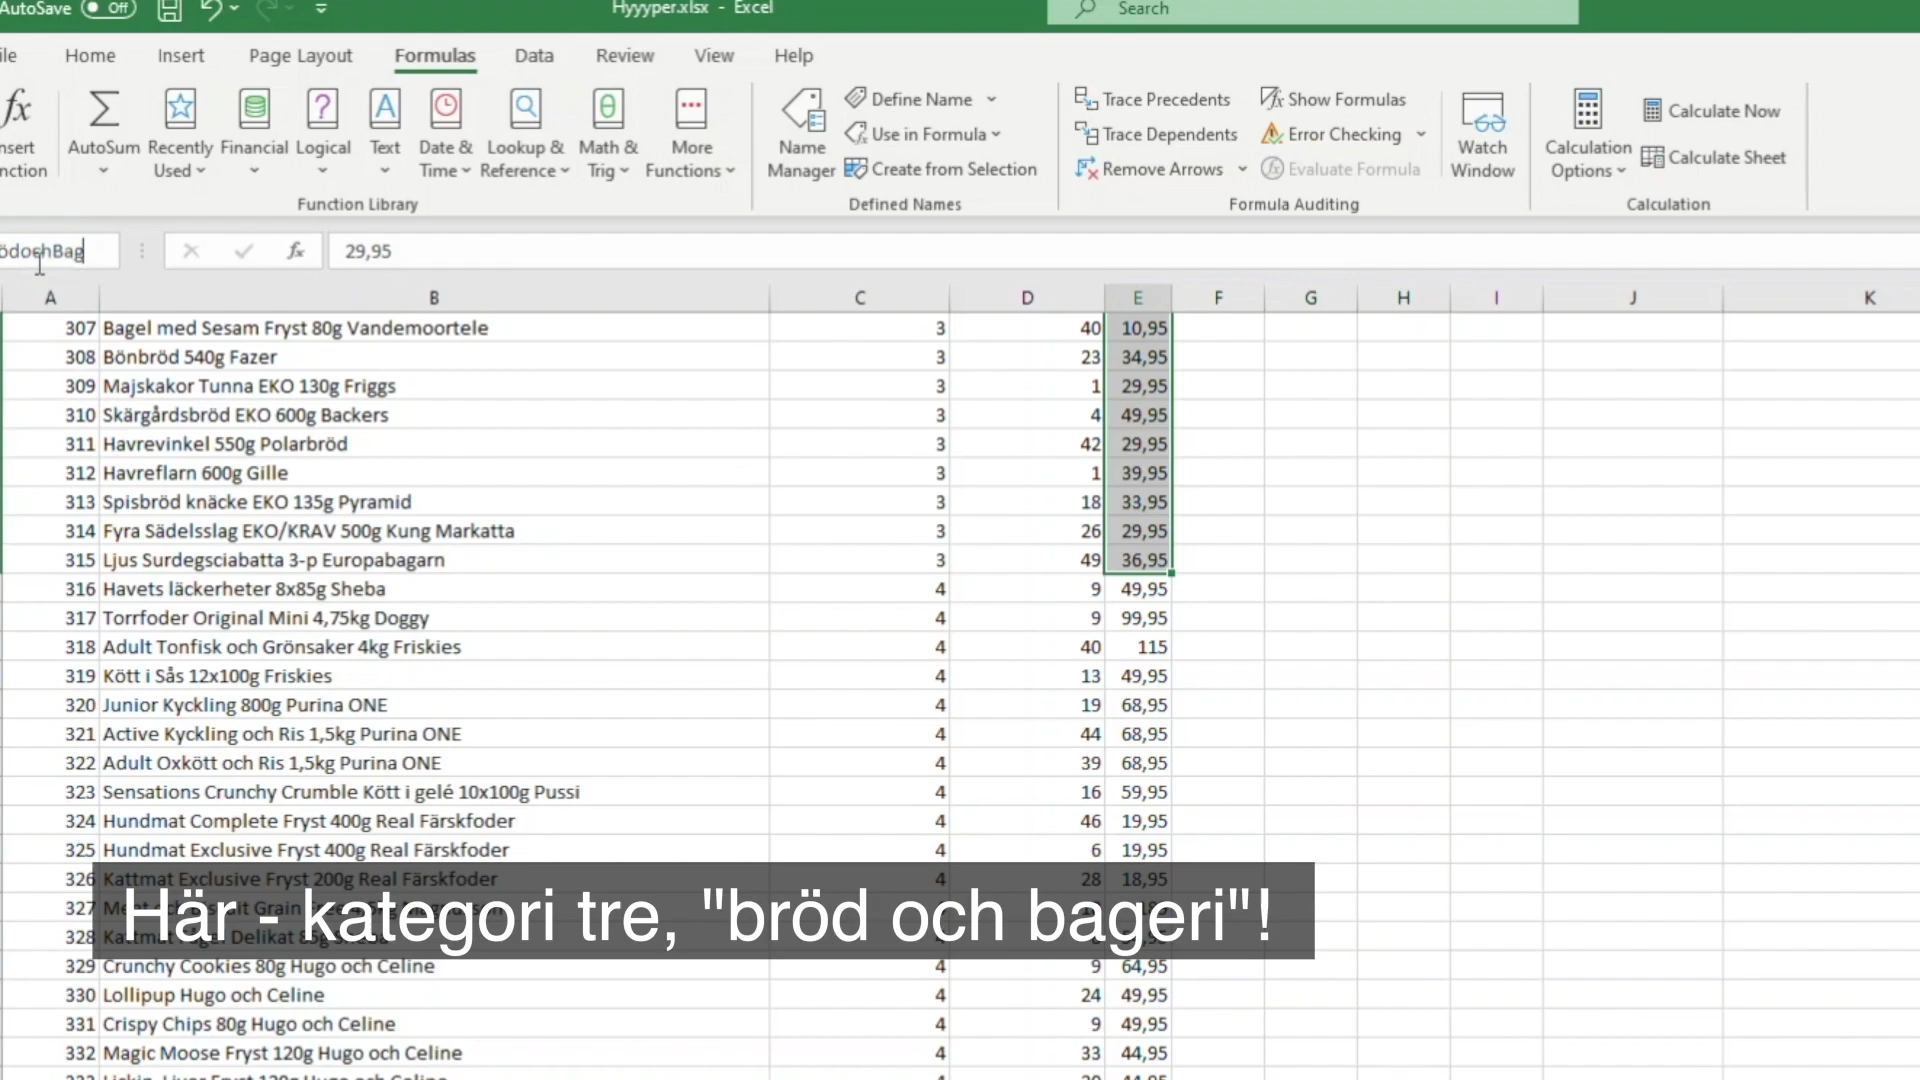 AutoSave Off Hyyyper.xlsx - Excel Search
Home Insert Page Layout Formulas Data Review View Help
AutoSum Recently Used Financial Logical Text Date & Time Lookup & Reference Math & Trig More Functions
Function Library
Name Manager
Define Name
Use in Formula
Create from Selection
Defined Names
Trace Precedents
Trace Dependents
Remove Arrows
Show Formulas
Error Checking
Evaluate Formula
Formula Auditing
Watch Window
Calculation Options
Calculate Now
Calculate Sheet
Calculation
ödochBag fx 29,95
A B C D E F G H I J K
307 Bagel med Sesam Fryst 80g Vandemoortele 3 40 10,95
308 Bönbröd 540g Fazer 3 23 34,95
309 Majskakor Tunna EKO 130g Friggs 3 1 29,95
310 Skärgårdsbröd EKO 600g Backers 3 4 49,95
311 Havrevinkel 550g Polarbröd 3 42 29,95
312 Havreflarn 600g Gille 3 1 39,95
313 Spisbröd knäcke EKO 135g Pyramid 3 18 33,95
314 Fyra Sädelsslag EKO/KRAV 500g Kung Markatta 3 26 29,95
315 Ljus Surdegsciabatta 3-p Europabagarn 3 49 36,95
316 Havets läckerheter 8x85g Sheba 4 9 49,95
317 Torrfoder Original Mini 4,75kg Doggy 4 9 99,95
318 Adult Tonfisk och Grönsaker 4kg Friskies 4 40 115
319 Kött i Sås 12x100g Friskies 4 13 49,95
320 Junior Kyckling 800g Purina ONE 4 19 68,95
321 Active Kyckling och Ris 1,5kg Purina ONE 4 44 68,95
322 Adult Oxkött och Ris 1,5kg Purina ONE 4 39 68,95
323 Sensations Crunchy Crumble Kött i gelé 10x100g Pussi 4 16 59,95
324 Hundmat Complete Fryst 400g Real Färskfoder 4 46 19,95
325 Hundmat Exclusive Fryst 400g Real Färskfoder 4 6 19,95
326 Kattmat Exclusive Fryst 200g Real Färskfoder 4 28 18,95
327
328 Kattmat
Här - kategori tre, "bröd och bageri"!
329 Crunchy Cookies 80g Hugo och Celine 4 9 64,95
330 Lollipup Hugo och Celine 4 24 49,95
331 Crispy Chips 80g Hugo och Celine 4 9 49,95
332 Magic Moose Fryst 120g Hugo och Celine 4 33 44,95